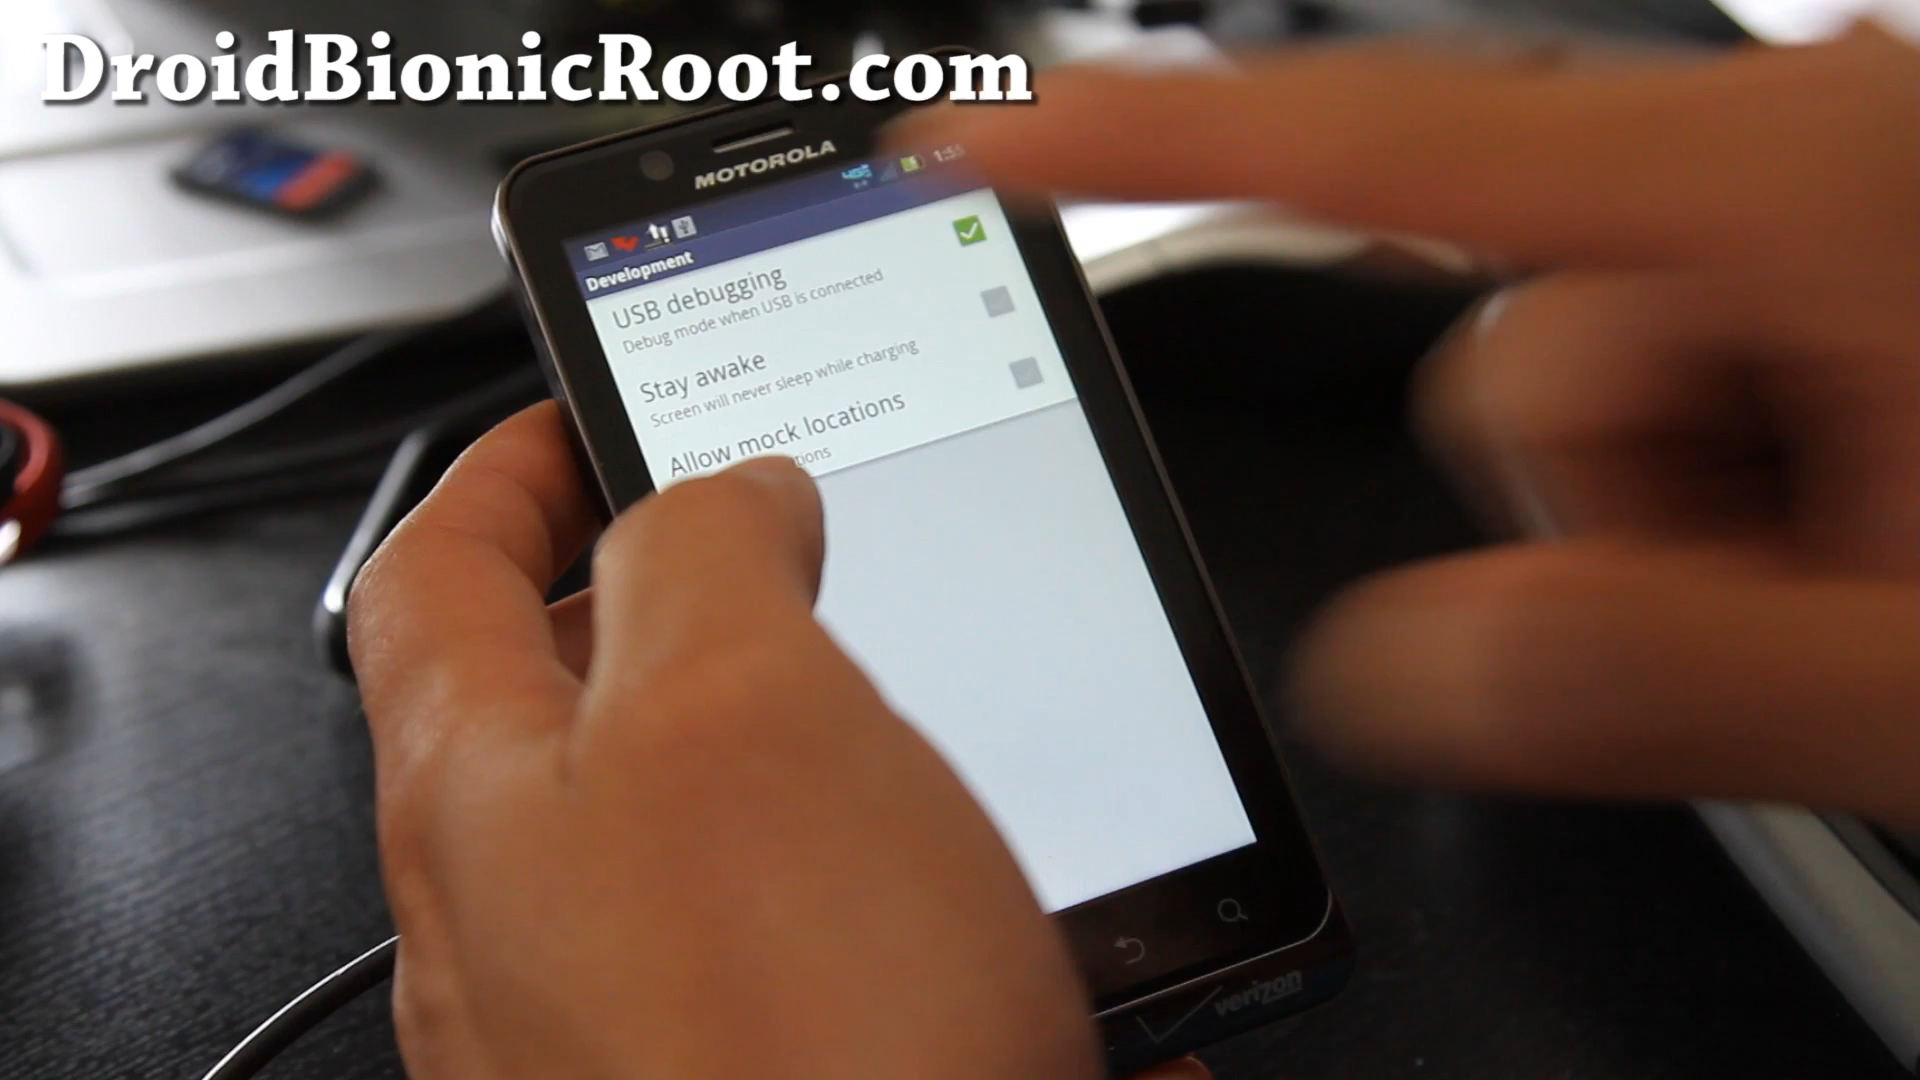 DroidBionicRoot.com
MOTOROLA
4G
Development
USB debugging
Debug mode when USB is connected
Stay awake
Screen will never sleep while charging
Allow mock locations
verizon